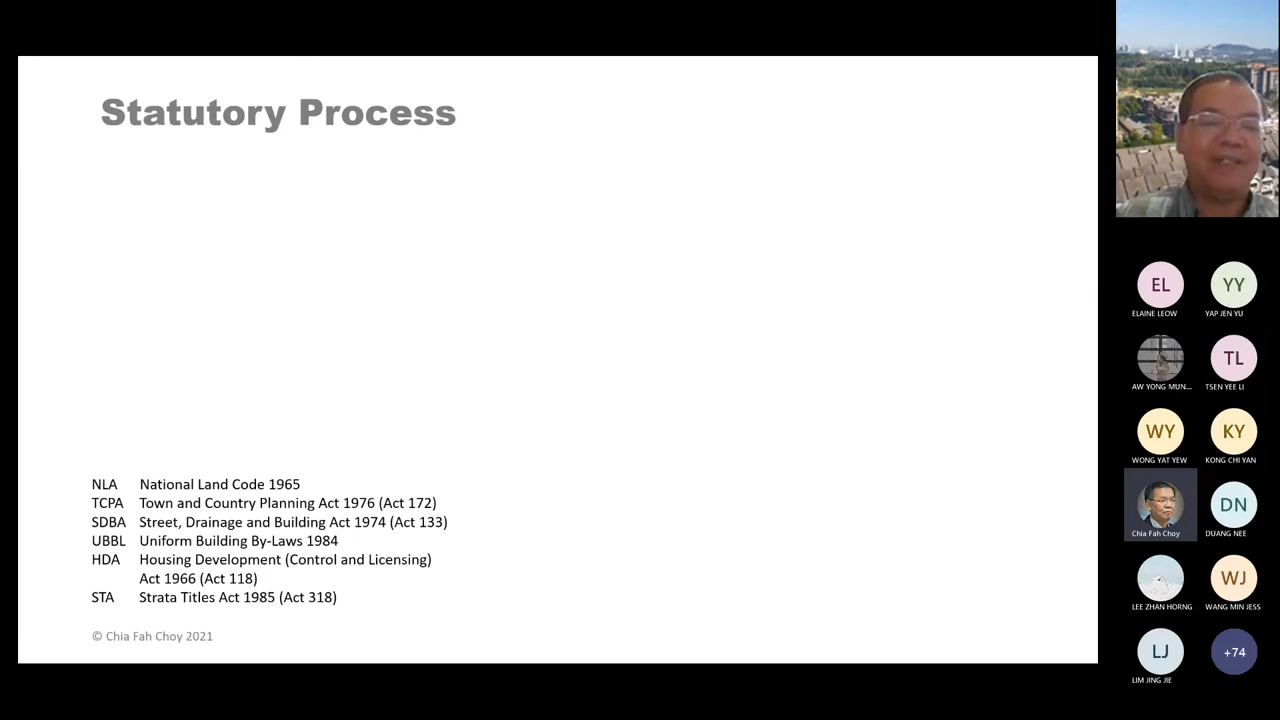 Statutory Process
NLA National Land Code 1965
TCPA Town and Country Planning Act 1976 (Act 172)
SDBA Street, Drainage and Building Act 1974 (Act 133)
UBBL Uniform Building By-Laws 1984
HDA Housing Development (Control and Licensing)
Act 1966 (Act 118)
STA Strata Titles Act 1985 (Act 318)
© Chia Fah Choy 2021
EL YY
ELAINE LEOW YAP JEN YU
TL
AW YONG MUN... TSEN YEE LI
WY KY
WONG YAT YEW KONG CHI YAN
DN
Chia Fah Choy DUANG NEE
WJ
LEE ZHAN HORNG WANG MIN JESS
LJ +74
LIM JING JIE